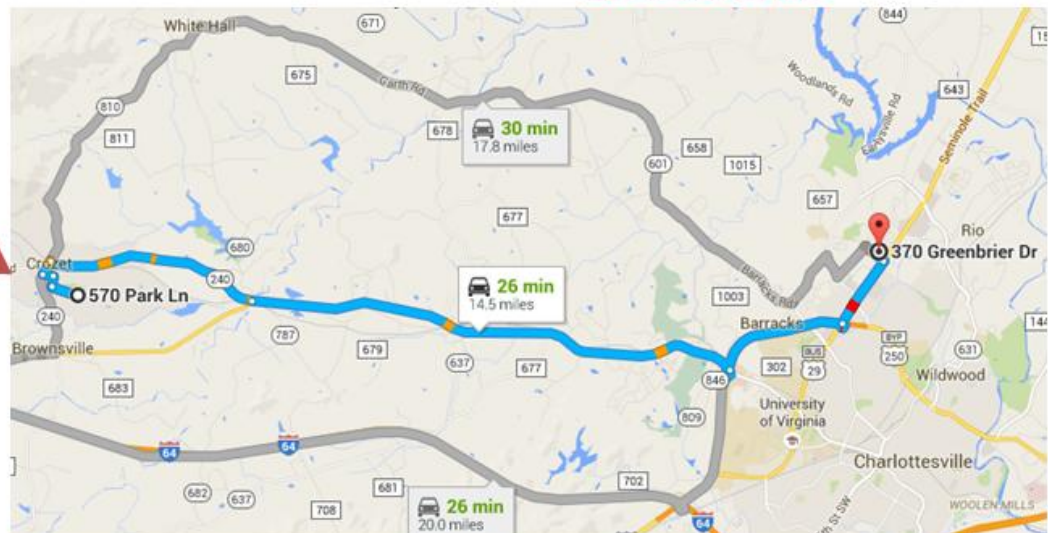 White Hall
671
844
15
675
Garth Rd
Woodlands Rd
643
810
Seminole Trail
811
678
30 min
17.8 miles
658
601
1015
657
677
Rio
680
370 Greenbrier Dr
Crozet
240
26 min
14.5 miles
Barracks Rd
570 Park Ln
1003
240
Barracks
144
787
BUS
29
BYP
250
631
Brownsville
679
637
677
302
Wildwood
683
846
University
of Virginia
809
64
64
Charlottesville
681
702
682
637
708
26 min
20.0 miles
64
WOOLEN MILLS